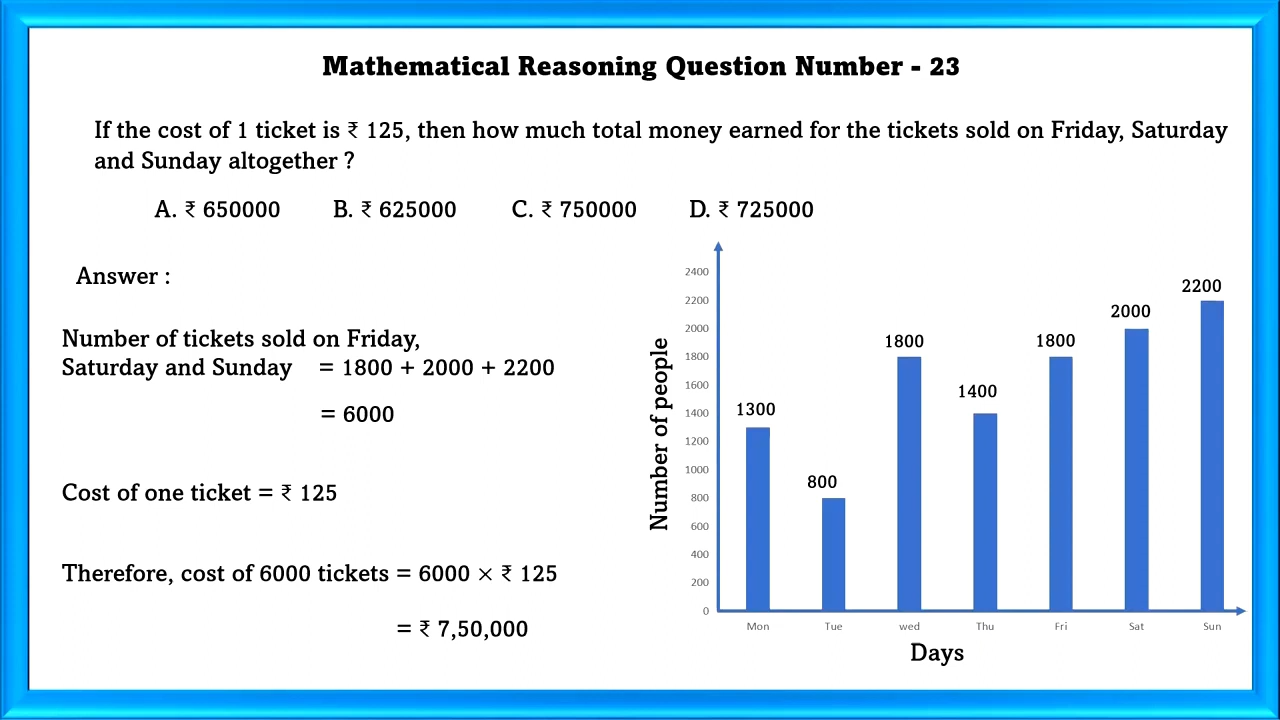 Mathematical Reasoning Question Number - 23
If the cost of 1 ticket is ₹ 125, then how much total money earned for the tickets sold on Friday, Saturday
and Sunday altogether ?
A. ₹ 650000 B. ₹ 625000 C. ₹ 750000 D. ₹ 725000
Answer :
Number of tickets sold on Friday,
Saturday and Sunday = 1800 + 2000 + 2200
= 6000
Cost of one ticket = ₹ 125
Therefore, cost of 6000 tickets = 6000 × ₹ 125
= ₹ 7,50,000
Number of people
2400
2200
2000
1800
1600
1400
1200
1000
800
600
400
200
0
1300
800
1800
1400
1800
2000
2200
Mon Tue wed Thu Fri Sat Sun
Days